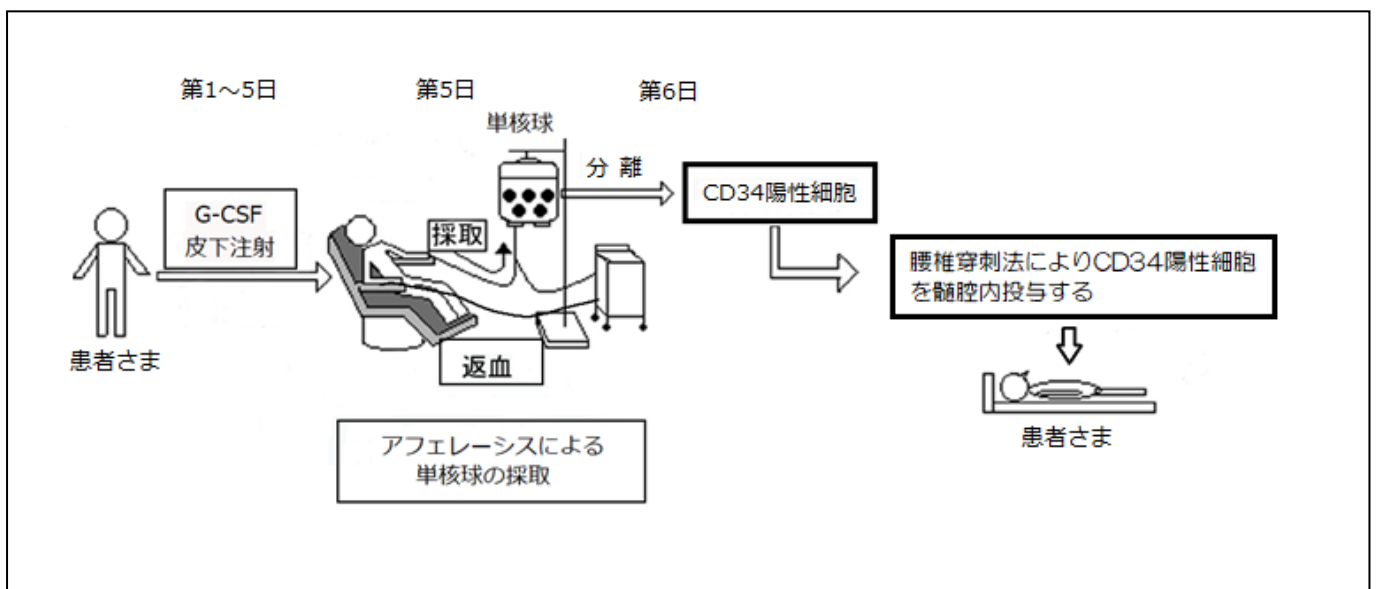 第1~5日
第5日
第6日
単核球
分離
G-CSF
皮下注射
採取
CD34陽性細胞
患者さま
返血
腰椎穿刺法によりCD34陽性細胞
を髄腔内投与する
アフェレーシスによる
単核球の採取
患者さま